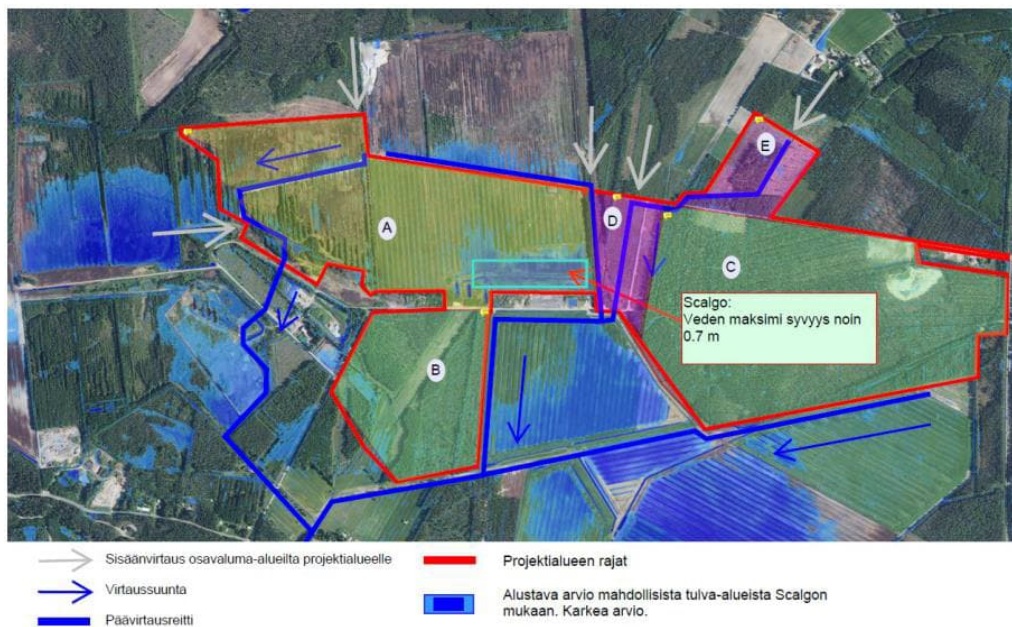 E
D
A
C
Scalgo:
Veden maksimi syvyys noin
0.7 m
B
Sisäänvirtaus osavaluma-alueilta projektialueelle
Virtaussuunta
Päävirtausreitti
Projektialueen rajat
Alustava arvio mahdollisista tulva-alueista Scalgon
mukaan. Karkea arvio.